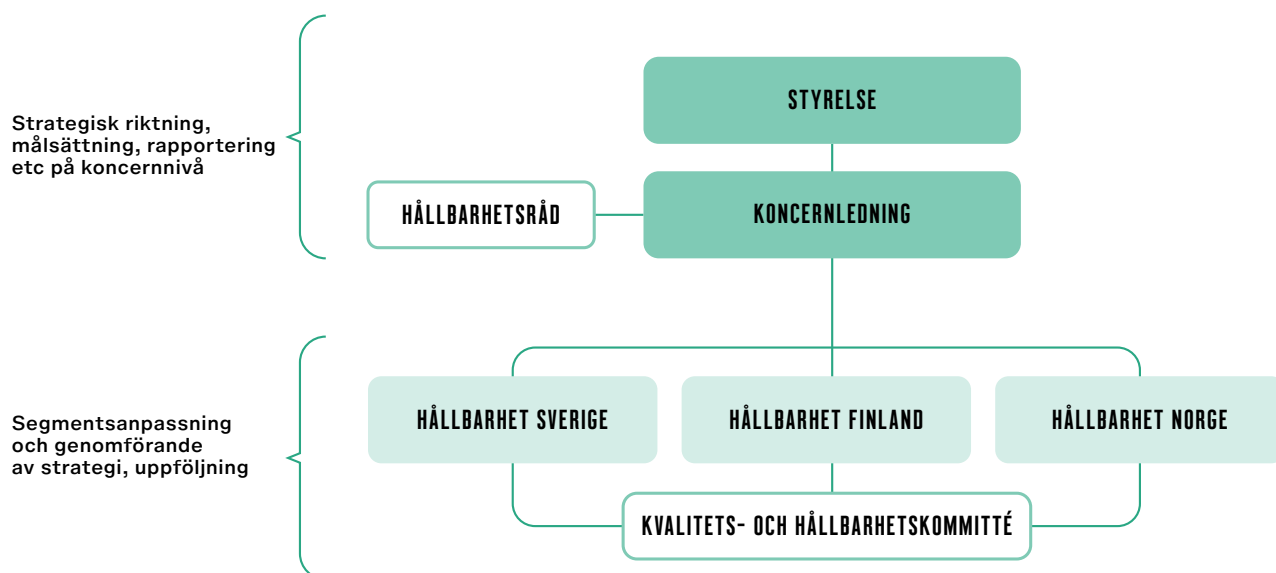 STYRELSE
Strategisk riktning,
målsättning, rapportering
etc på koncernnivå
HÅLLBARHETSRÅD
KONCERNLEDNING
HÅLLBARHET SVERIGE
HÅLLBARHET FINLAND
HÅLLBARHET NORGE
Segmentsanpassning
och genomförande
av strategi, uppföljning
KVALITETS- OCH HÅLLBARHETSKOMMITTÉ